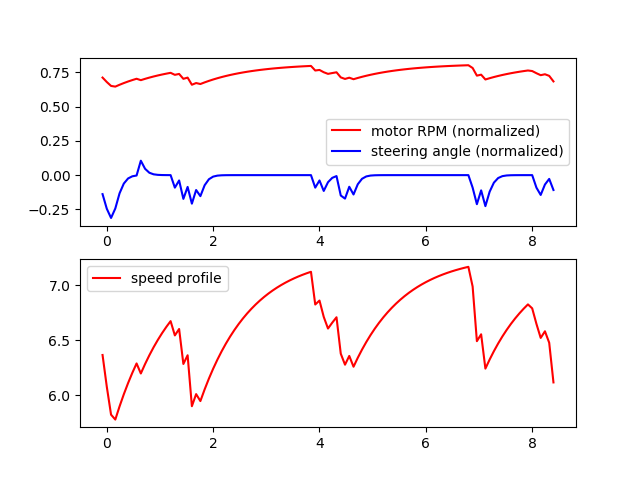 0.75
0.50
0.25
0.00
−0.25
motor RPM (normalized)
steering angle (normalized)
0 2 4 6 8
7.0
6.5
6.0
speed profile
0 2 4 6 8